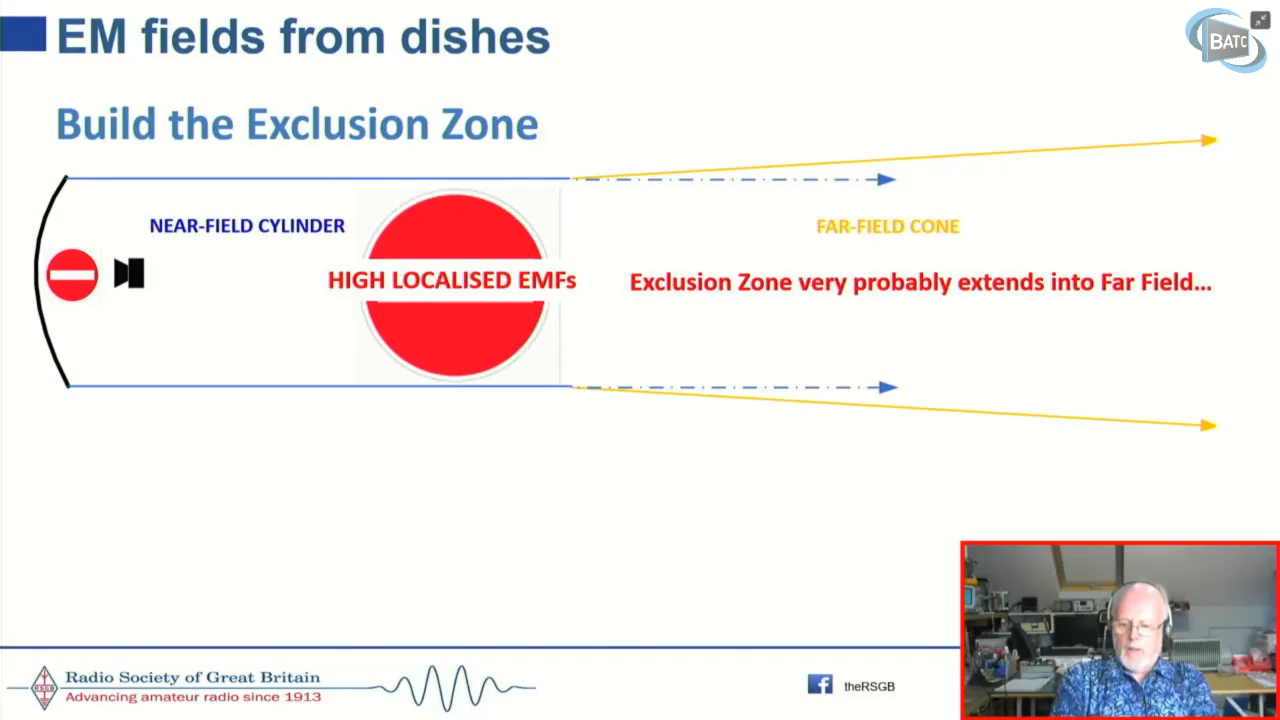 EM fields from dishes
BATC
Build the Exclusion Zone
NEAR-FIELD CYLINDER
FAR-FIELD CONE
HIGH LOCALISED EMFs
Exclusion Zone very probably extends into Far Field...
RSGB
Radio Society of Great Britain
Advancing amateur radio since 1913
theRSGB